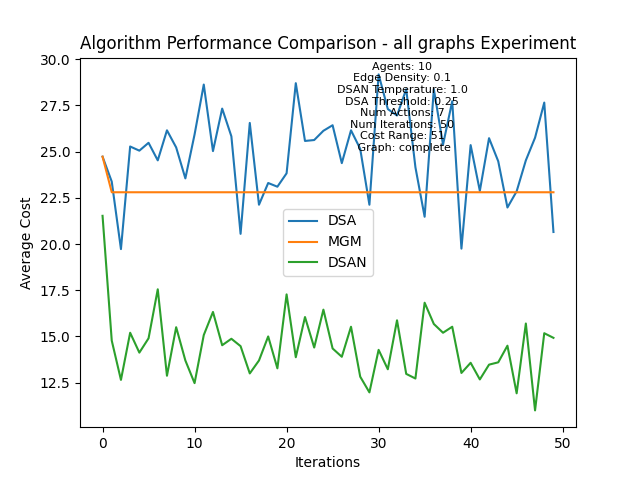 Algorithm Performance Comparison - all graphs Experiment
30.0
27.5
25.0
22.5
20.0
17.5
15.0
12.5
Average Cost
Agents: 10
Edge Density: 0.1
DSAN Temperature: 1.0
DSA Threshold: 0.25
Num Actions: 7
Num Iterations: 50
Cost Range: 51
Graph: complete
DSA
MGM
DSAN
0
10
20
30
40
50
Iterations